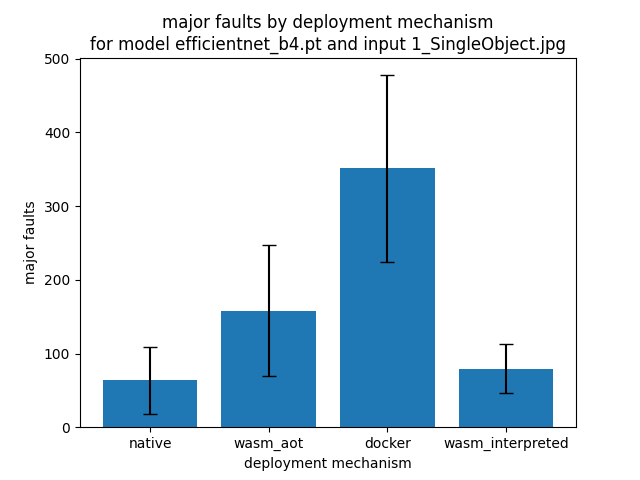 major faults by deployment mechanism
for model efficientnet_b4.pt and input 1_SingleObject.jpg
500
400
300
200
100
0
major faults
native wasm_aot docker wasm_interpreted
deployment mechanism